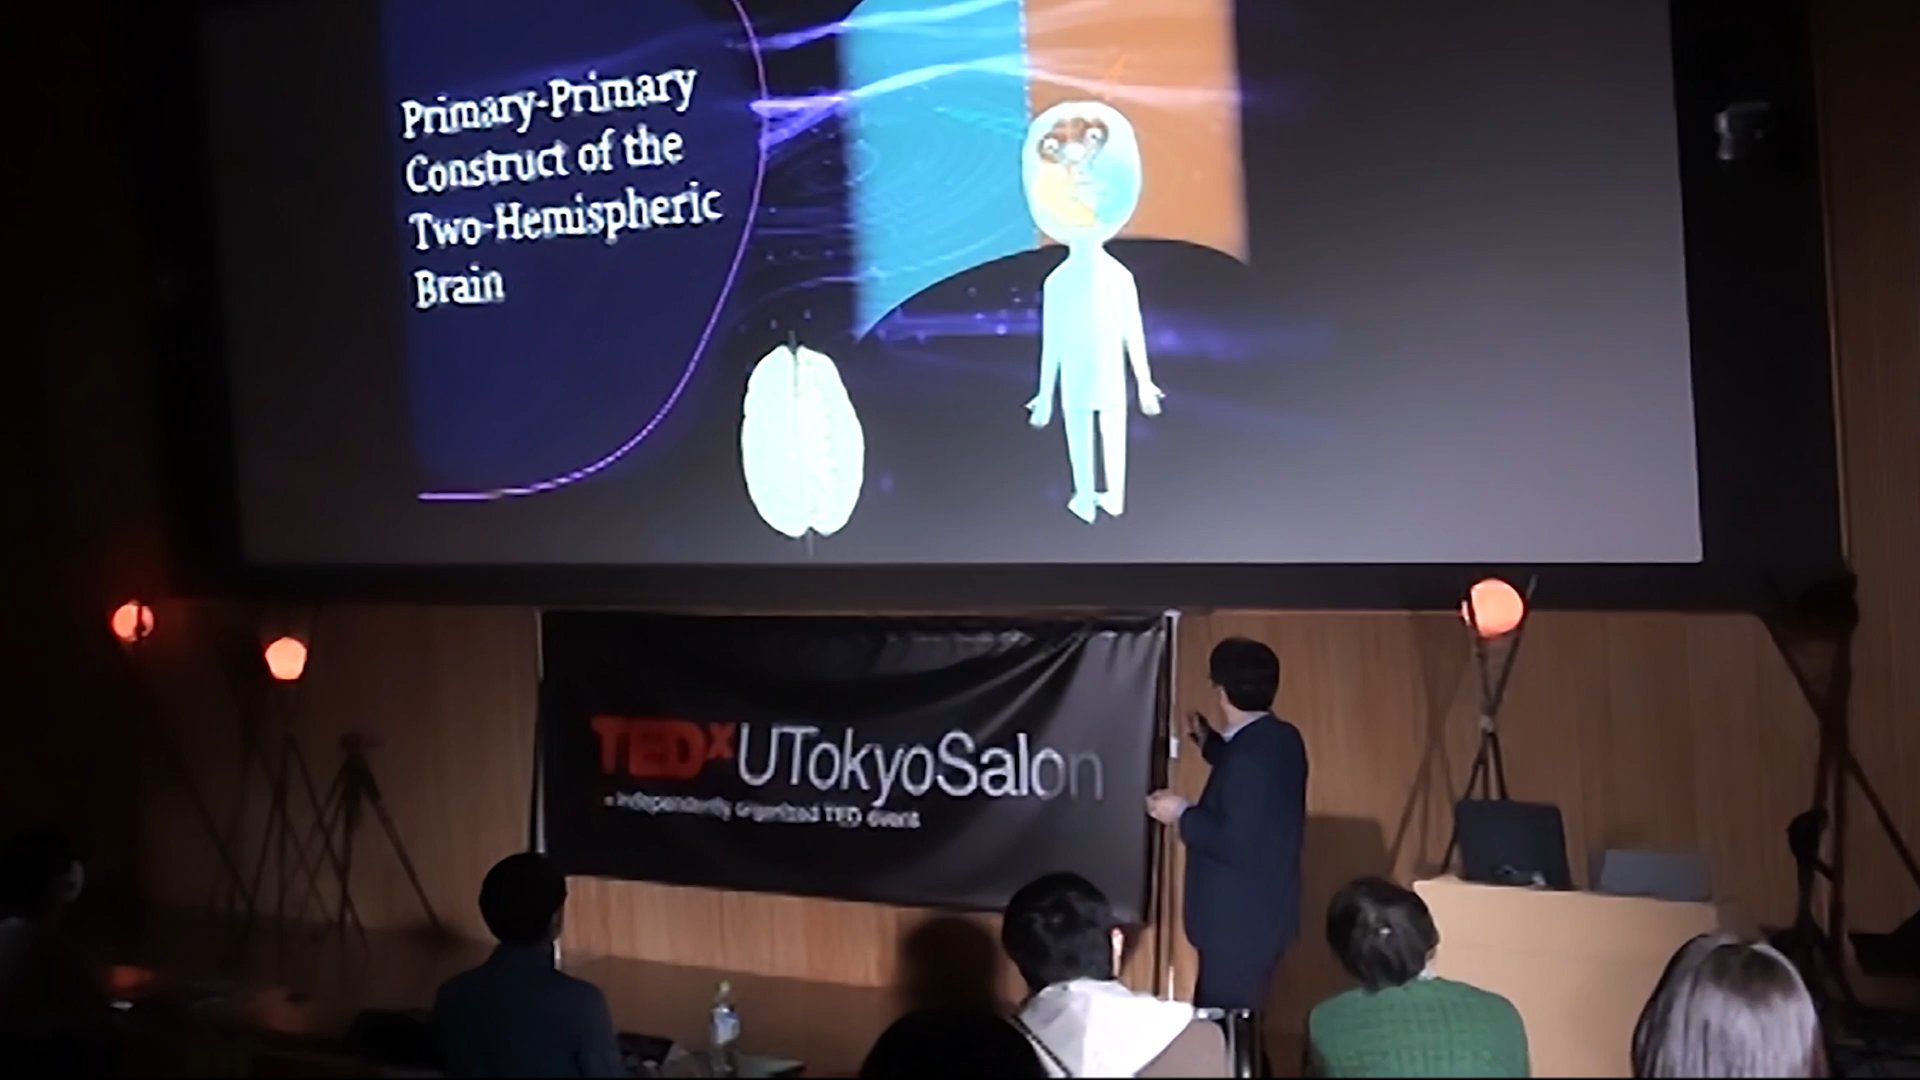 Primary-Primary
Construct of the
Two-Hemispheric
Brain
TEDxUTokyoSalon
independently organized TED event